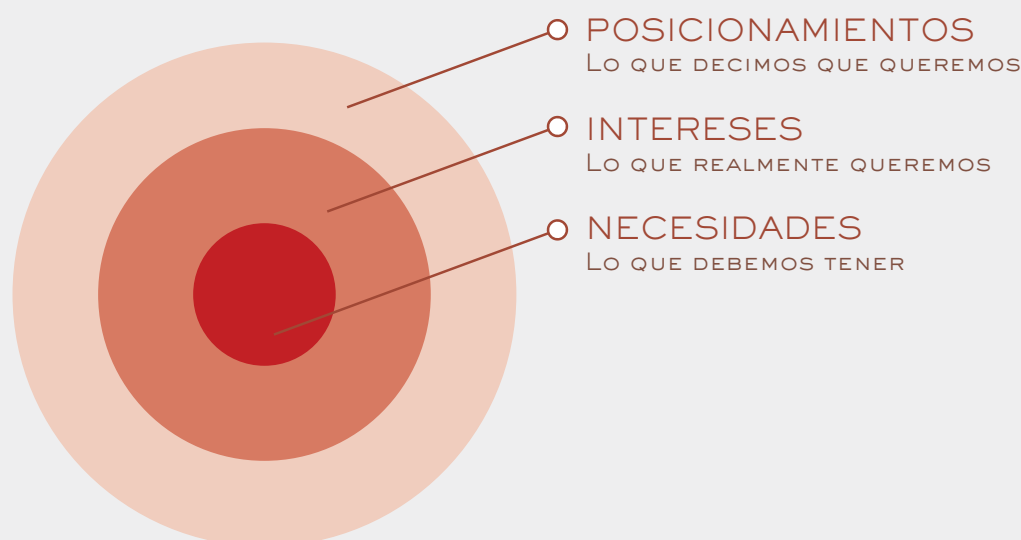 POSICIONAMIENTOS
Lo que decimos que queremos
INTERESES
Lo que realmente queremos
NECESIDADES
Lo que debemos tener